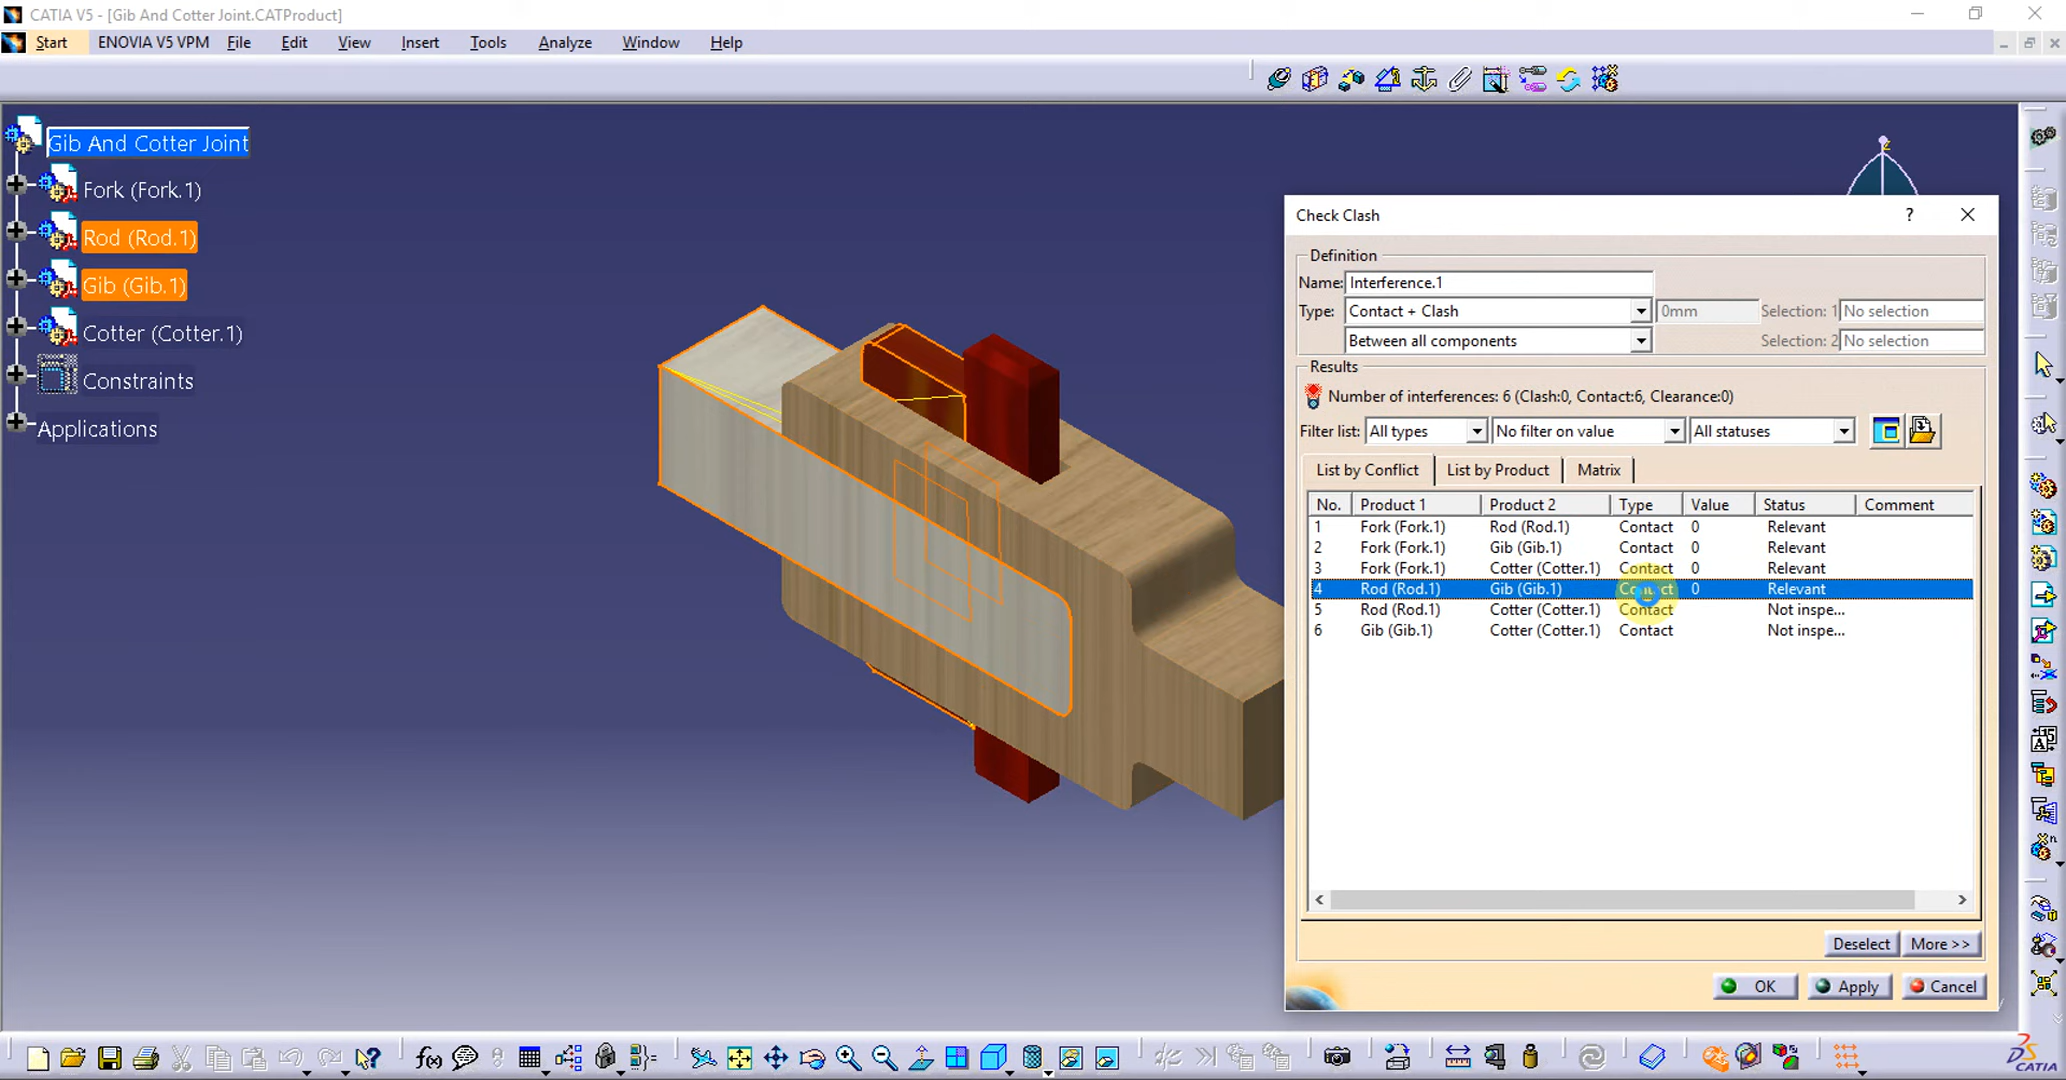 CATIA V5 - [Gib And Cotter Joint.CATProduct]
Start ENOVIA V5 VPM File Edit View Insert Tools Analyze Window Help
Gib And Cotter Joint
Fork (Fork.1)
Rod (Rod.1)
Gib (Gib.1)
Cotter (Cotter.1)
Constraints
Applications
z
Check Clash ?
Definition
Name: Interference.1
Type: Contact + Clash 0mm Selection: 1 No selection
Between all components Selection: 2 No selection
Results
Number of interferences: 6 (Clash:0, Contact:6, Clearance:0)
Filter list: All types No filter on value All statuses
List by Conflict List by Product Matrix
No. Product 1 Product 2 Type Value Status Comment
1 Fork (Fork.1) Rod (Rod.1) Contact 0 Relevant
2 Fork (Fork.1) Gib (Gib.1) Contact 0 Relevant
3 Fork (Fork.1) Cotter (Cotter.1) Contact 0 Relevant
4 Rod (Rod.1) Gib (Gib.1) Contact 0 Relevant
5 Rod (Rod.1) Cotter (Cotter.1) Contact Not inspe...
6 Gib (Gib.1) Cotter (Cotter.1) Contact Not inspe...
Deselect More >>
OK Apply Cancel
f(x)
DS CATIA